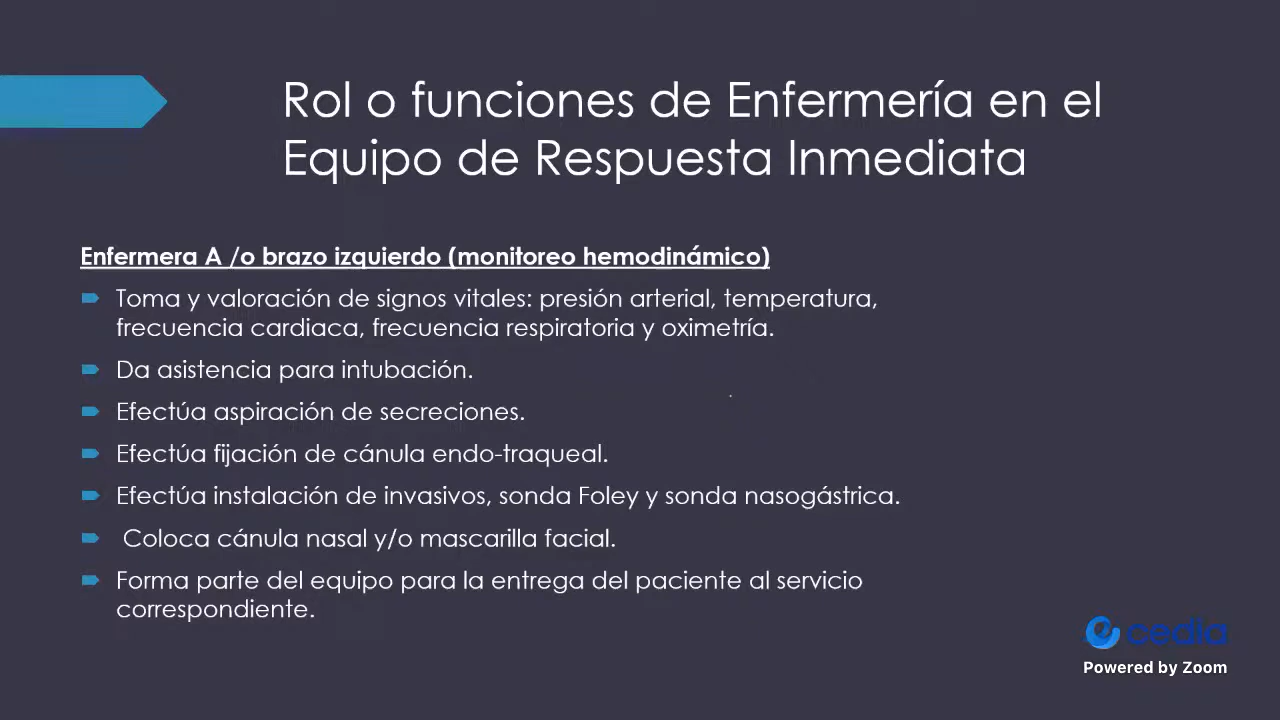 Rol o funciones de Enfermería en el
Equipo de Respuesta Inmediata
Enfermera A /o brazo izquierdo (monitoreo hemodinámico)
Toma y valoración de signos vitales: presión arterial, temperatura,
frecuencia cardiaca, frecuencia respiratoria y oximetría.
Da asistencia para intubación.
Efectúa aspiración de secreciones.
Efectúa fijación de cánula endo-traqueal.
Efectúa instalación de invasivos, sonda Foley y sonda nasogástrica.
Coloca cánula nasal y/o mascarilla facial.
Forma parte del equipo para la entrega del paciente al servicio
correspondiente.
cedia
Powered by Zoom